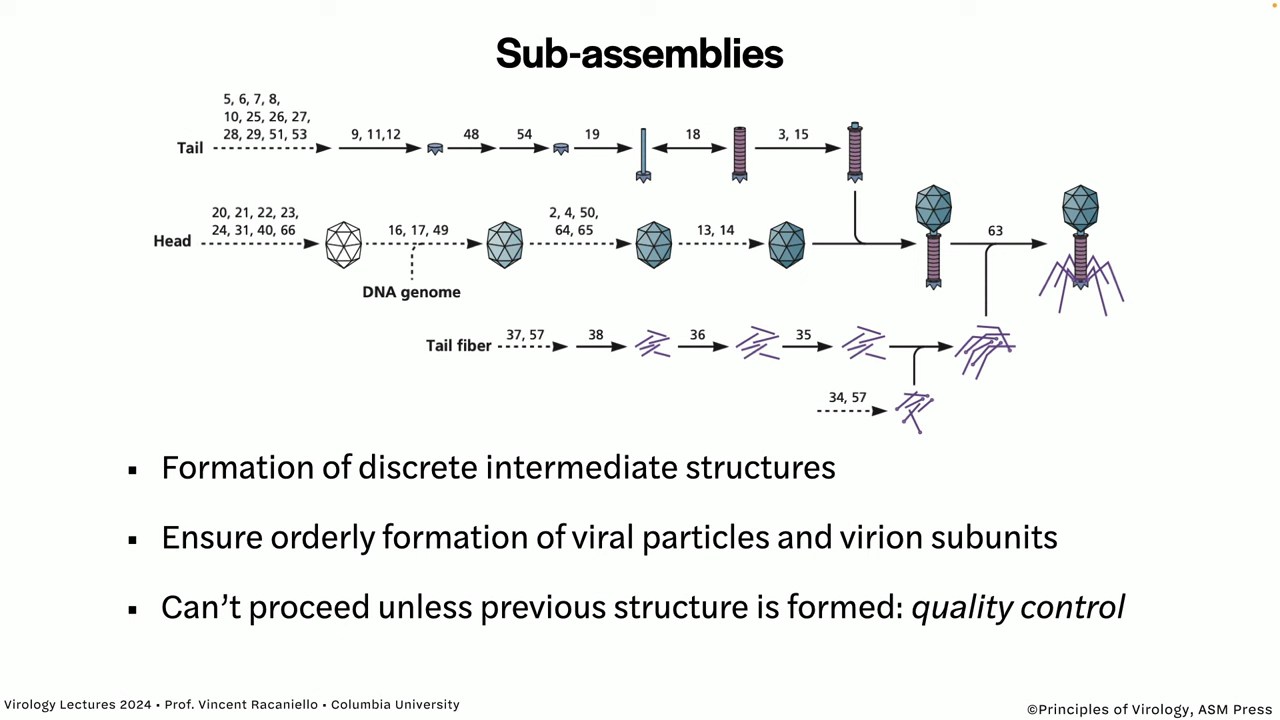 Sub-assemblies
5, 6, 7, 8,
10, 25, 26, 27,
28, 29, 51, 53
Tail
9, 11,12
48
54
19
18
3, 15
20, 21, 22, 23,
24, 31, 40, 66
Head
16, 17, 49
DNA genome
2, 4, 50,
64, 65
13, 14
63
Tail fiber
37, 57
38
36
35
34, 57
▪ Formation of discrete intermediate structures
▪ Ensure orderly formation of viral particles and virion subunits
▪ Can’t proceed unless previous structure is formed: quality control
Virology Lectures 2024 • Prof. Vincent Racaniello • Columbia University
©Principles of Virology, ASM Press